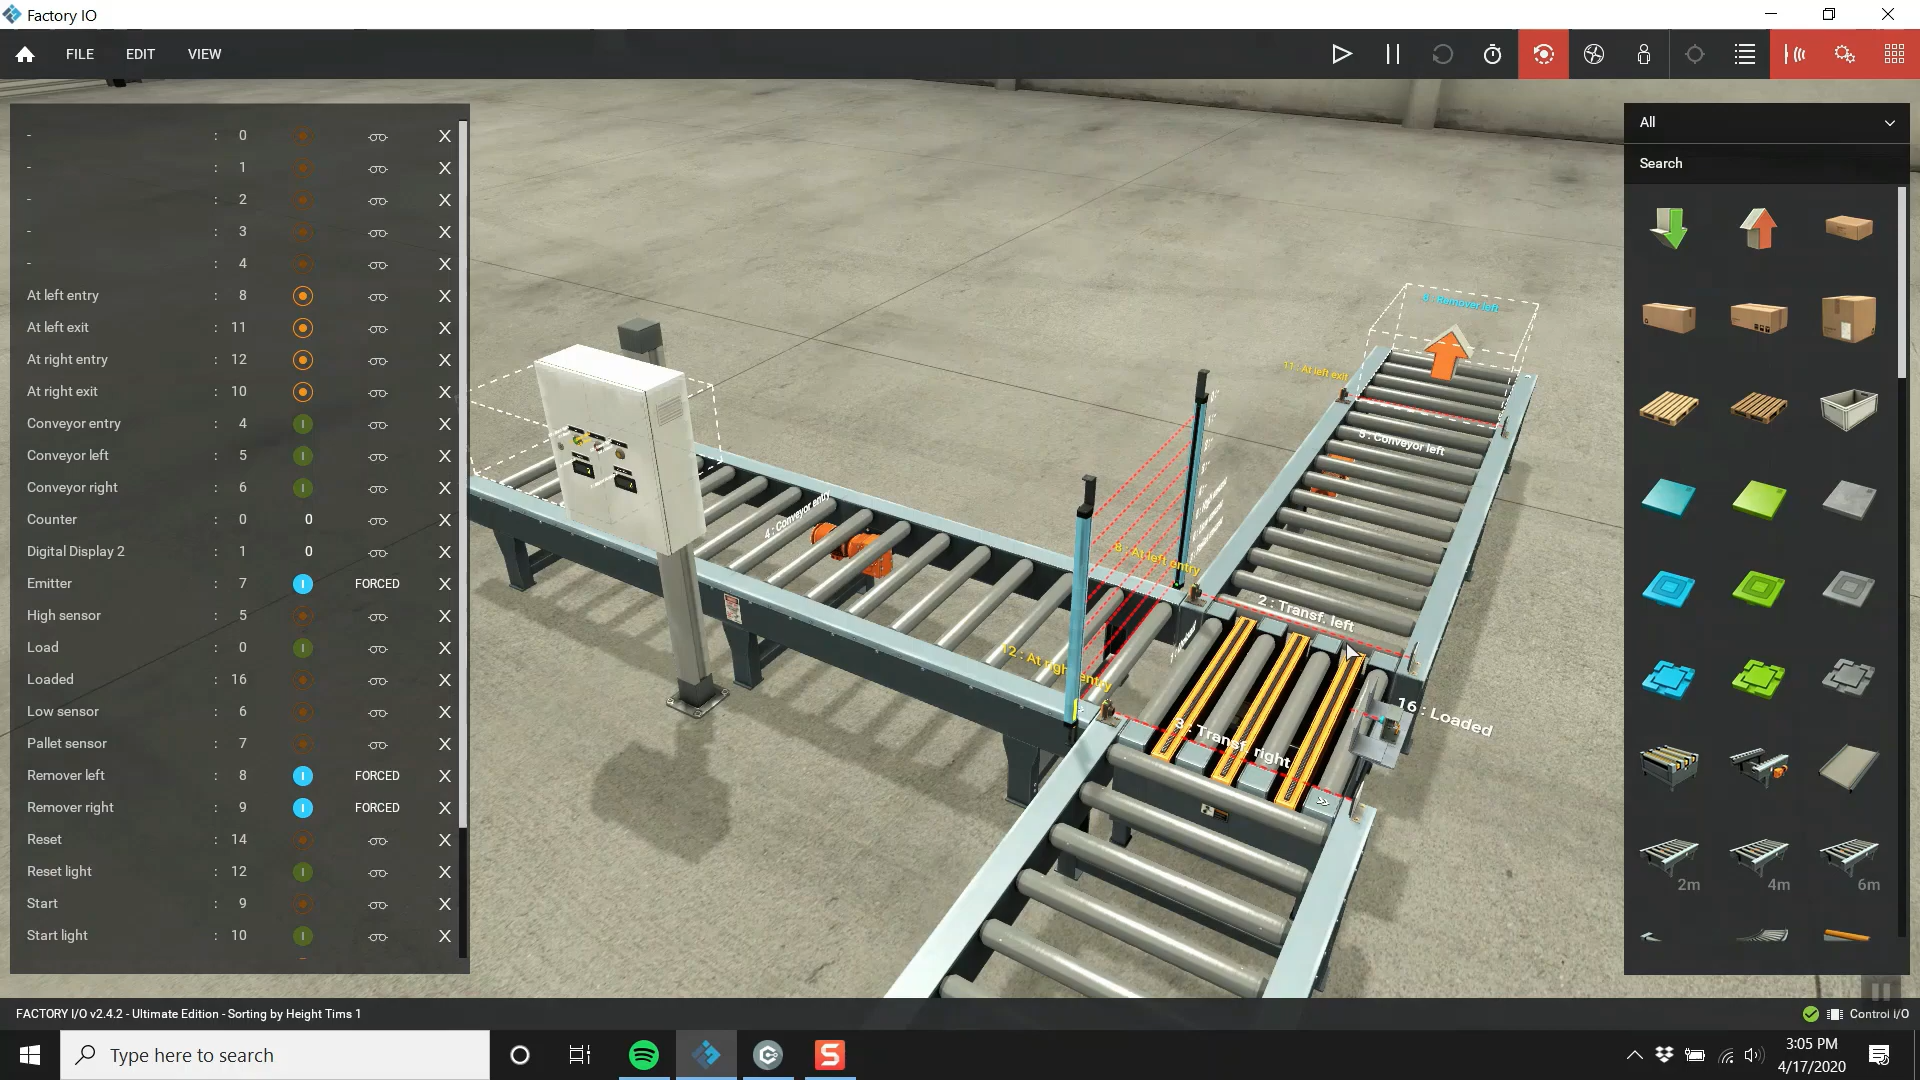 Factory IO
FILE EDIT VIEW
- : 0 X
- : 1 X
- : 2 X
- : 3 X
- : 4 X
At left entry : 8 X
At left exit : 11 X
At right entry : 12 X
At right exit : 10 X
Conveyor entry : 4 X
Conveyor left : 5 X
Conveyor right : 6 X
Counter : 0 0 X
Digital Display 2 : 1 0 X
Emitter : 7 FORCED X
High sensor : 5 X
Load : 0 X
Loaded : 16 X
Low sensor : 6 X
Pallet sensor : 7 X
Remover left : 8 FORCED X
Remover right : 9 FORCED X
Reset : 14 X
Reset light : 12 X
Start : 9 X
Start light : 10 X
8 : Remover left
11 : At left exit
5 : Conveyor left
4 : Conveyor entry
8 : At left entry
2 : Transf. left
12 : At right entry
16 : Loaded
3 : Transf. right
All
Search
2m 4m 6m
FACTORY I/O v2.4.2 - Ultimate Edition - Sorting by Height Tims 1
Control I/O
Type here to search
3:05 PM
4/17/2020